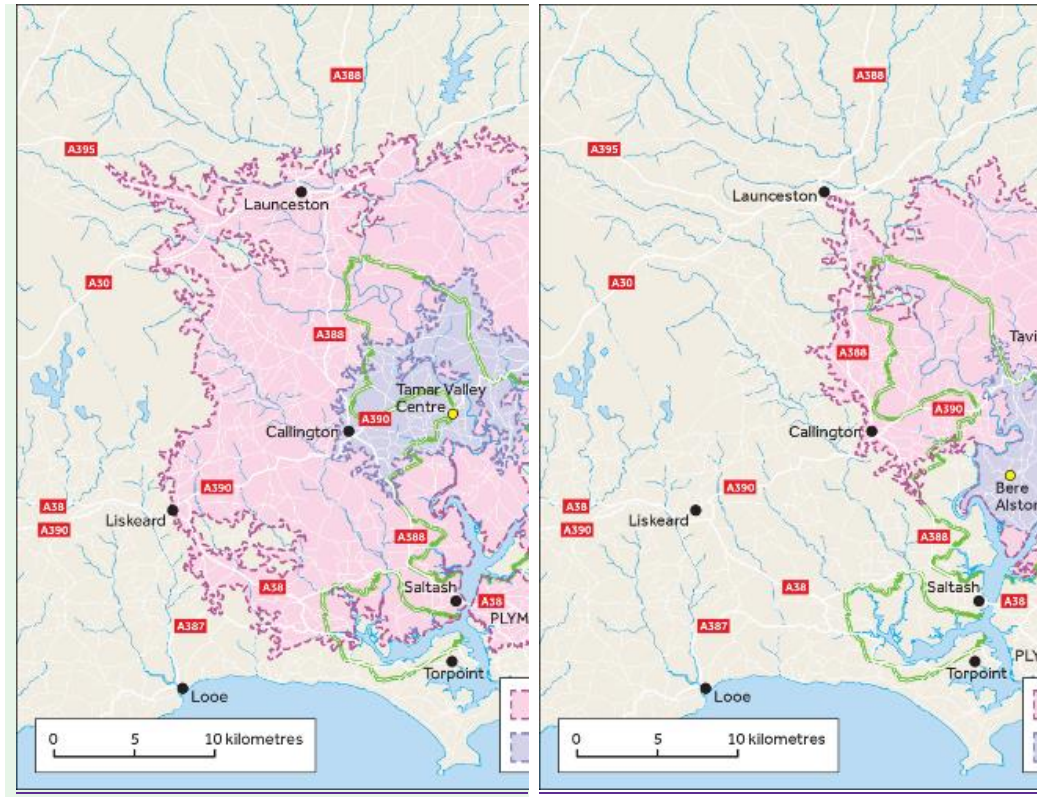 A388
A395
Launceston
A30
A388
Tamar Valley
Centre
A390
Callington
A390
A38
A390
Liskeard
A388
A38
Saltash
A38
PLYM
A387
Torpoint
Looe
0 5 10 kilometres
A388
A395
Launceston
A30
Tavi
A388
A390
Callington
A390
A38
A390
Liskeard
Bere
Alston
A388
A38
Saltash
A38
A387
PLY
Torpoint
Looe
0 5 10 kilometres